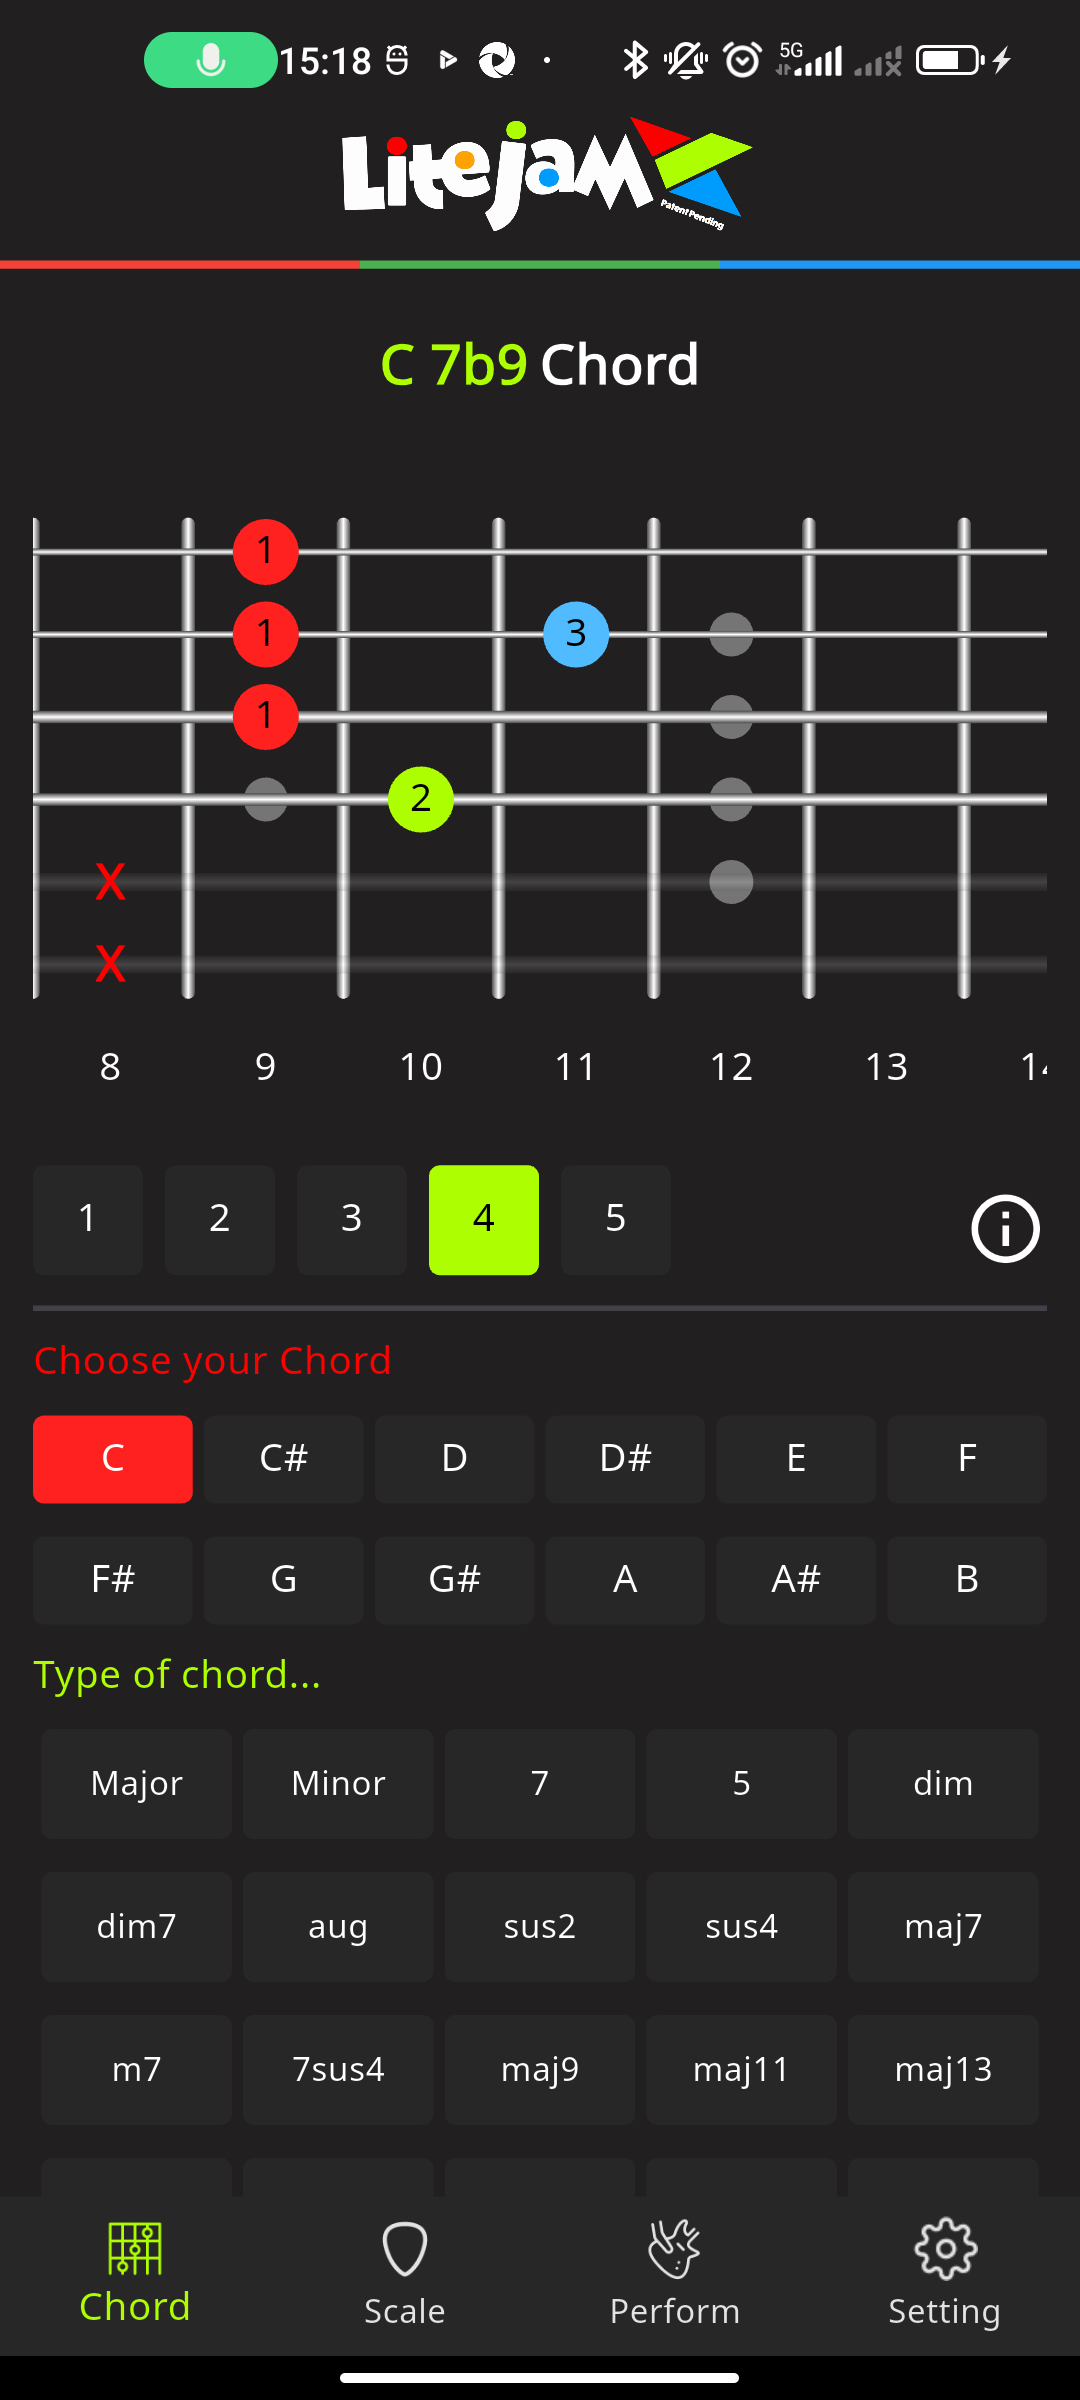 15:18
5G
Litejam
Patent Pending
C 7b9 Chord
1
1 3
1
2
X
X
8 9 10 11 12 13
1 2 3 4 5
Choose your Chord
C C# D D# E F
F# G G# A A# B
Type of chord...
Major Minor 7 5 dim
dim7 aug sus2 sus4 maj7
m7 7sus4 maj9 maj11 maj13
Chord Scale Perform Setting